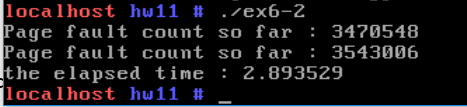 localhost hw11 # ./ex6-2
Page fault count so far : 3470548
Page fault count so far : 3543006
the elapsed time : 2.893529
localhost hw11 # _